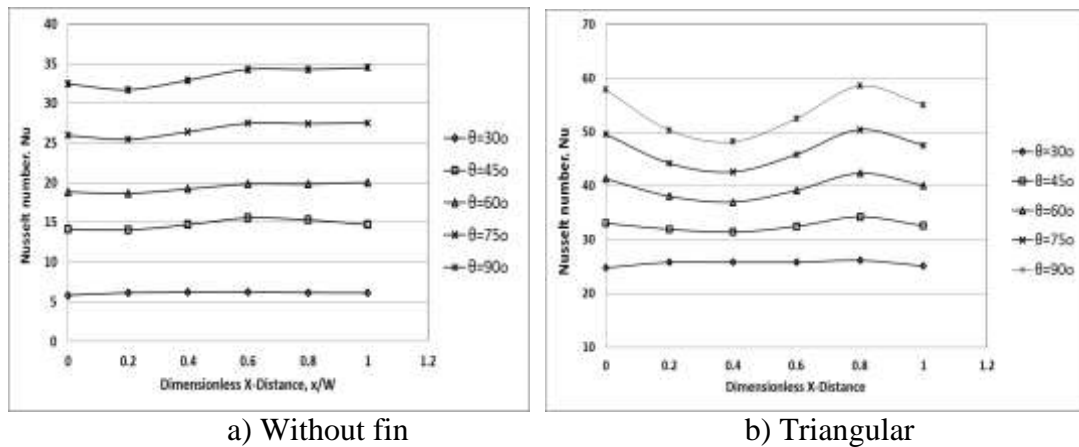 40
35
30
25
20
15
10
5
0
Nusselt number. Nu
0 0.2 0.4 0.6 0.8 1 1.2
Dimensionless X-Distance, x/W
θ=30o
θ=45o
θ=60o
θ=75o
θ=90o
a) Without fin
70
60
50
40
30
20
10
Nusselt number. Nu
0 0.2 0.4 0.6 0.8 1 1.2
Dimensionless X-Distance
θ=30o
θ=45o
θ=60o
θ=75o
θ=90o
b) Triangular